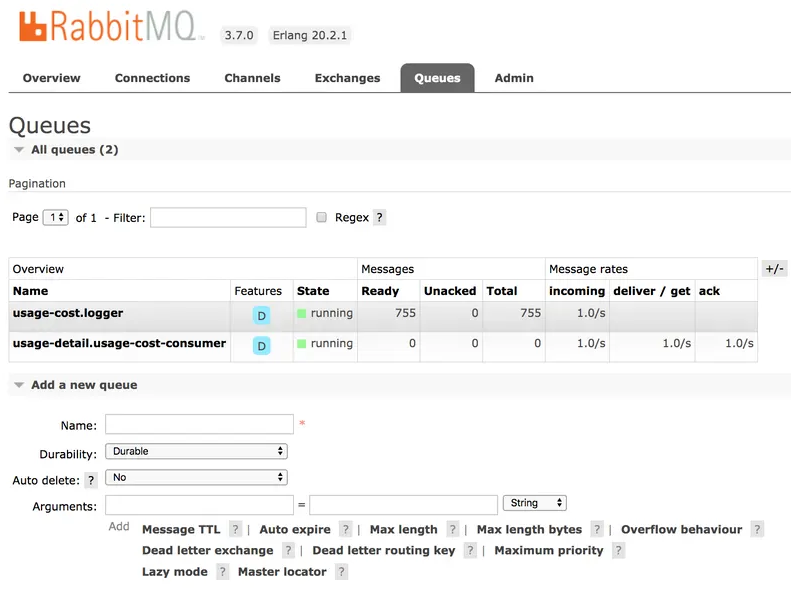 RabbitMQ 3.7.0 Erlang 20.2.1
Overview Connections Channels Exchanges Queues Admin
Queues
All queues (2)
Pagination
Page 1 of 1 - Filter: Regex ?
Overview Messages Message rates +/-
Name Features State Ready Unacked Total incoming deliver / get ack
usage-cost.logger D running 755 0 755 1.0/s
usage-detail.usage-cost-consumer D running 0 0 0 1.0/s 1.0/s 1.0/s
Add a new queue
Name: *
Durability: Durable
Auto delete: ? No
Arguments: = String
Add Message TTL ? | Auto expire ? | Max length ? | Max length bytes ? | Overflow behaviour ?
Dead letter exchange ? | Dead letter routing key ? | Maximum priority ?
Lazy mode ? Master locator ?